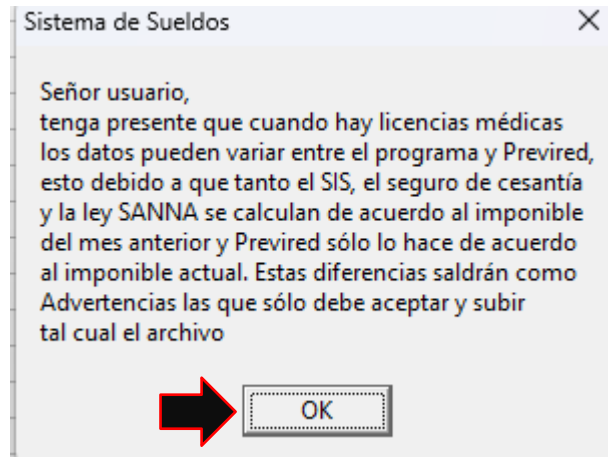 Sistema de Sueldos
Señor usuario,
tenga presente que cuando hay licencias médicas
los datos pueden variar entre el programa y Previred,
esto debido a que tanto el SIS, el seguro de cesantía
y la ley SANNA se calculan de acuerdo al imponible
del mes anterior y Previred sólo lo hace de acuerdo
al imponible actual. Estas diferencias saldrán como
Advertencias las que sólo debe aceptar y subir
tal cual el archivo
OK